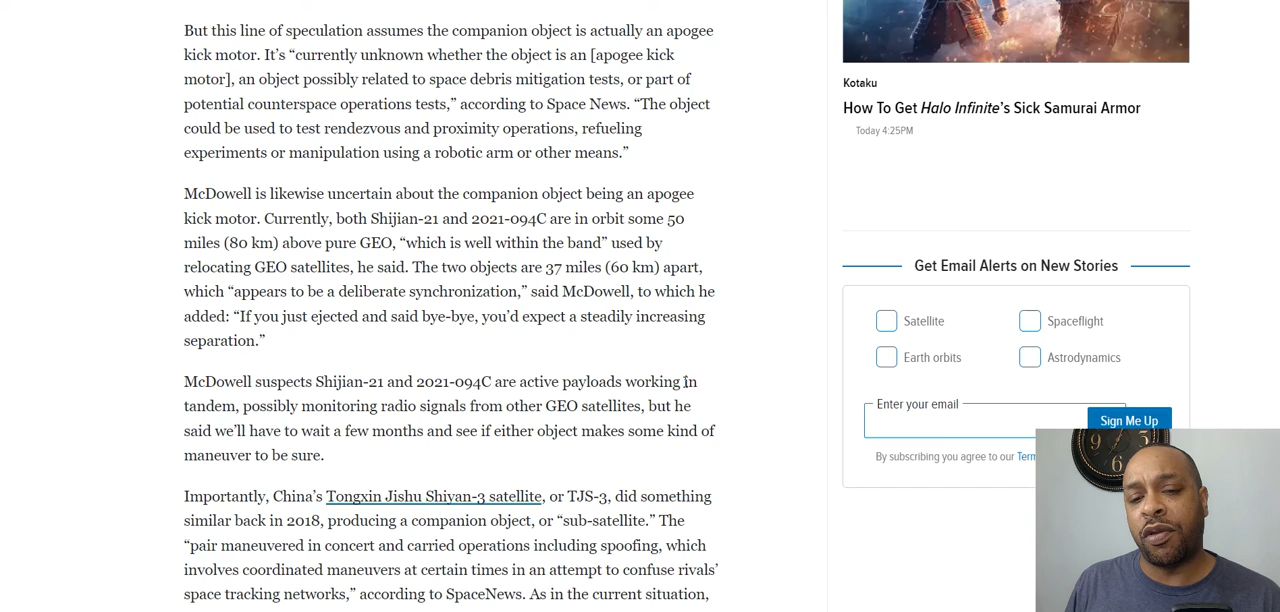 But this line of speculation assumes the companion object is actually an apogee
kick motor. It’s “currently unknown whether the object is an [apogee kick
motor], an object possibly related to space debris mitigation tests, or part of
potential counterspace operations tests,” according to Space News. “The object
could be used to test rendezvous and proximity operations, refueling
experiments or manipulation using a robotic arm or other means.”
McDowell is likewise uncertain about the companion object being an apogee
kick motor. Currently, both Shijian-21 and 2021-094C are in orbit some 50
miles (80 km) above pure GEO, “which is well within the band” used by
relocating GEO satellites, he said. The two objects are 37 miles (60 km) apart,
which “appears to be a deliberate synchronization,” said McDowell, to which he
added: “If you just ejected and said bye-bye, you’d expect a steadily increasing
separation.”
McDowell suspects Shijian-21 and 2021-094C are active payloads working in
tandem, possibly monitoring radio signals from other GEO satellites, but he
said we’ll have to wait a few months and see if either object makes some kind of
maneuver to be sure.
Importantly, China’s Tongxin Jishu Shiyan-3 satellite, or TJS-3, did something
similar back in 2018, producing a companion object, or “sub-satellite.” The
“pair maneuvered in concert and carried operations including spoofing, which
involves coordinated maneuvers at certain times in an attempt to confuse rivals’
space tracking networks,” according to SpaceNews. As in the current situation,
Kotaku
How To Get Halo Infinite’s Sick Samurai Armor
Today 4:25PM
Get Email Alerts on New Stories
Satellite
Spaceflight
Earth orbits
Astrodynamics
Enter your email
Sign Me Up
By subscribing you agree to our Term
9
6